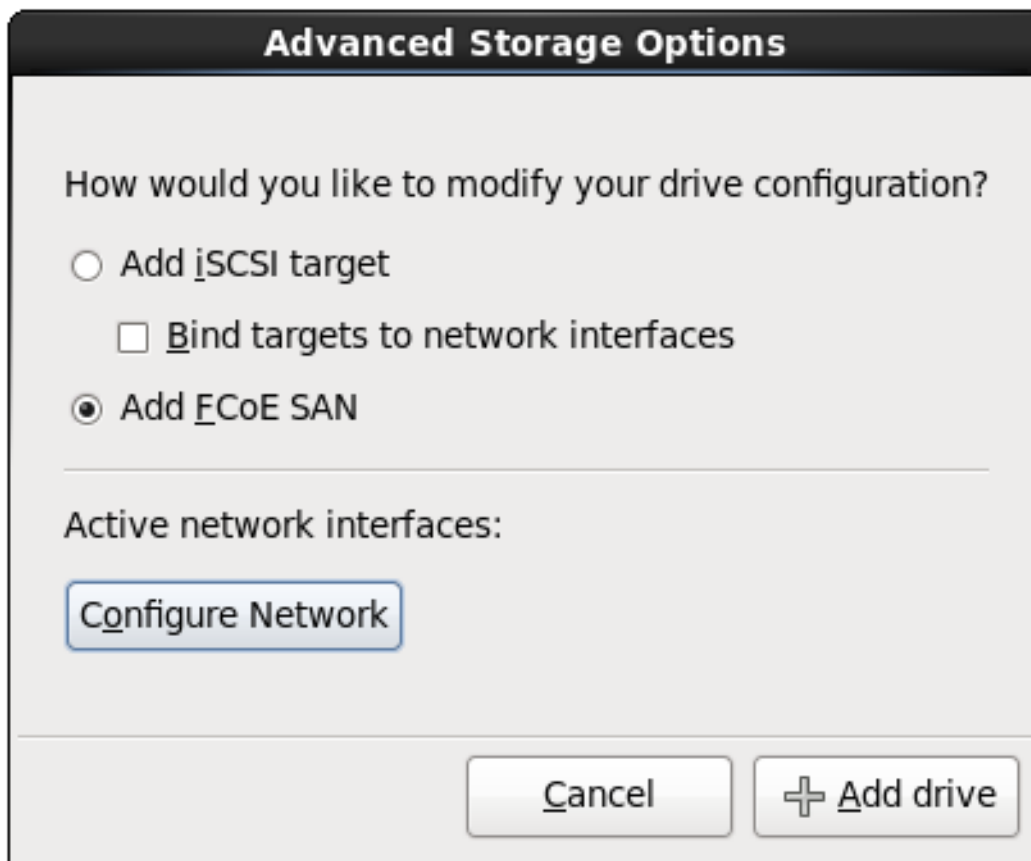 Advanced Storage Options
How would you like to modify your drive configuration?
Add iSCSI target
Bind targets to network interfaces
Add FCoE SAN
Active network interfaces:
Configure Network
Cancel
Add drive